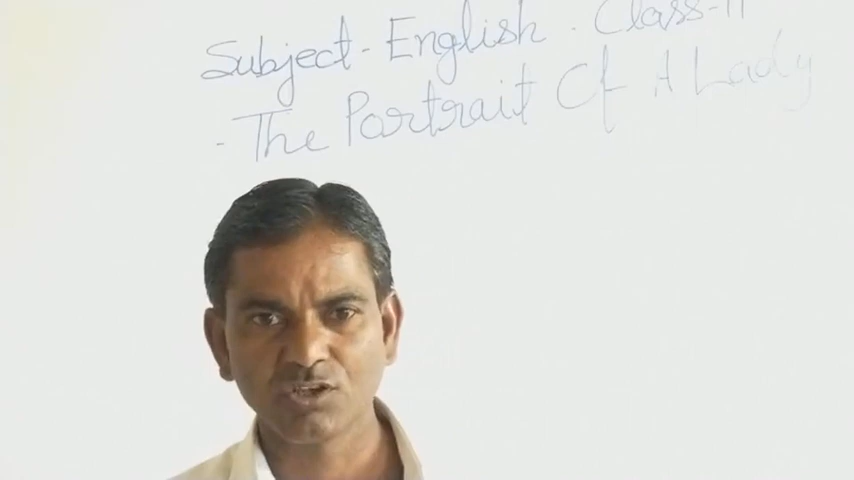 Subject - English - Class-11
- The Portrait Of A Lady